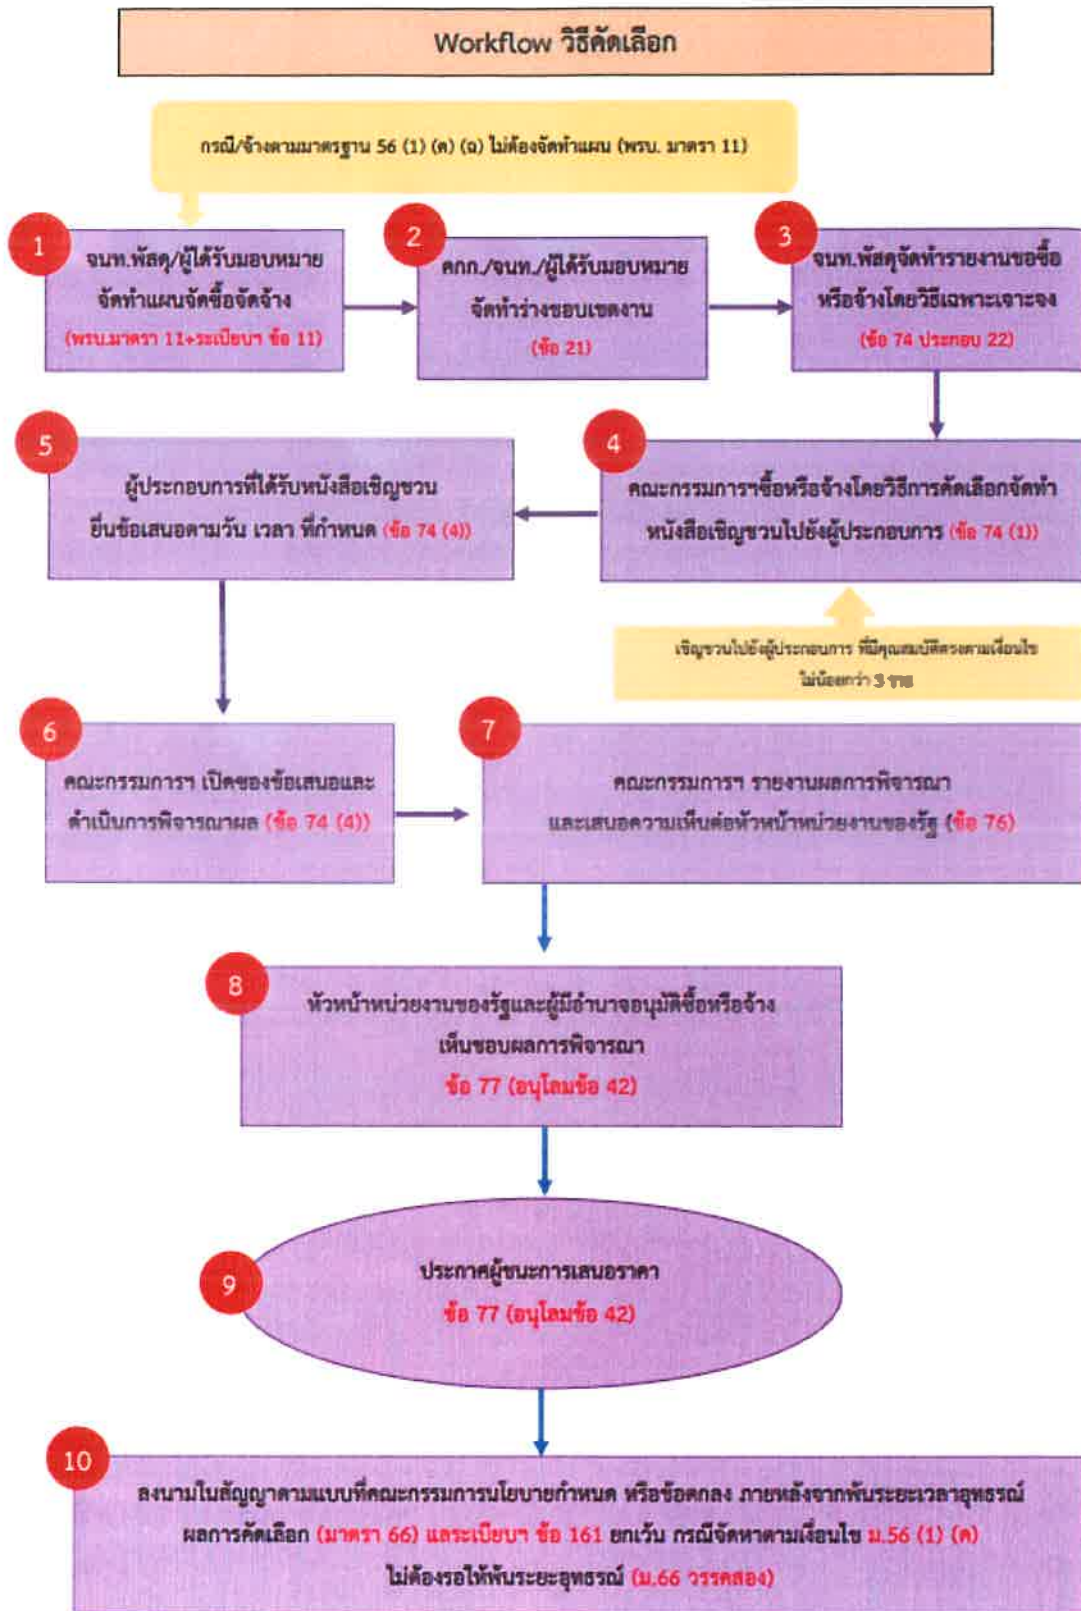 Workflow วิธีคัดเลือก
กรณี/จ้างตามมาตรฐาน 56 (1) (ค) (ฉ) ไม่ต้องจัดทำแผน (พรบ. มาตรา 11)
1
จนท.พัสดุ/ผู้ได้รับมอบหมาย
จัดทำแผนจัดซื้อจัดจ้าง
(พรบ.มาตรา 11+ระเบียบฯ ข้อ 11)
2
คกก./จนท./ผู้ได้รับมอบหมาย
จัดทำร่างขอบเขตงาน
(ข้อ 21)
3
จนท.พัสดุจัดทำรายงานขอซื้อ
หรือจ้างโดยวิธีเฉพาะเจาะจง
(ข้อ 74 ประกอบ 22)
4
คณะกรรมการฯซื้อหรือจ้างโดยวิธีการคัดเลือกจัดทำ
หนังสือเชิญชวนไปยังผู้ประกอบการ (ข้อ 74 (1))
เชิญชวนไปยังผู้ประกอบการ ที่มีคุณสมบัติตรงตามเงื่อนไข
ไม่น้อยกว่า 3 ราย
5
ผู้ประกอบการที่ได้รับหนังสือเชิญชวน
ยื่นข้อเสนอตามวัน เวลา ที่กำหนด (ข้อ 74 (4))
6
คณะกรรมการฯ เปิดซองข้อเสนอและ
ดำเนินการพิจารณาผล (ข้อ 74 (4))
7
คณะกรรมการฯ รายงานผลการพิจารณา
และเสนอความเห็นต่อหัวหน้าหน่วยงานของรัฐ (ข้อ 76)
8
หัวหน้าหน่วยงานของรัฐและผู้มีอำนาจอนุมัติซื้อหรือจ้าง
เห็นชอบผลการพิจารณา
ข้อ 77 (อนุโลมข้อ 42)
9
ประกาศผู้ชนะการเสนอราคา
ข้อ 77 (อนุโลมข้อ 42)
10
ลงนามในสัญญาตามแบบที่คณะกรรมการนโยบายกำหนด หรือข้อตกลง ภายหลังจากพ้นระยะเวลาอุทธรณ์
ผลการคัดเลือก (มาตรา 66) และระเบียบฯ ข้อ 161 ยกเว้น กรณีจัดหาตามเงื่อนไข ม.56 (1) (ค)
ไม่ต้องรอให้พ้นระยะอุทธรณ์ (ม.66 วรรคสอง)